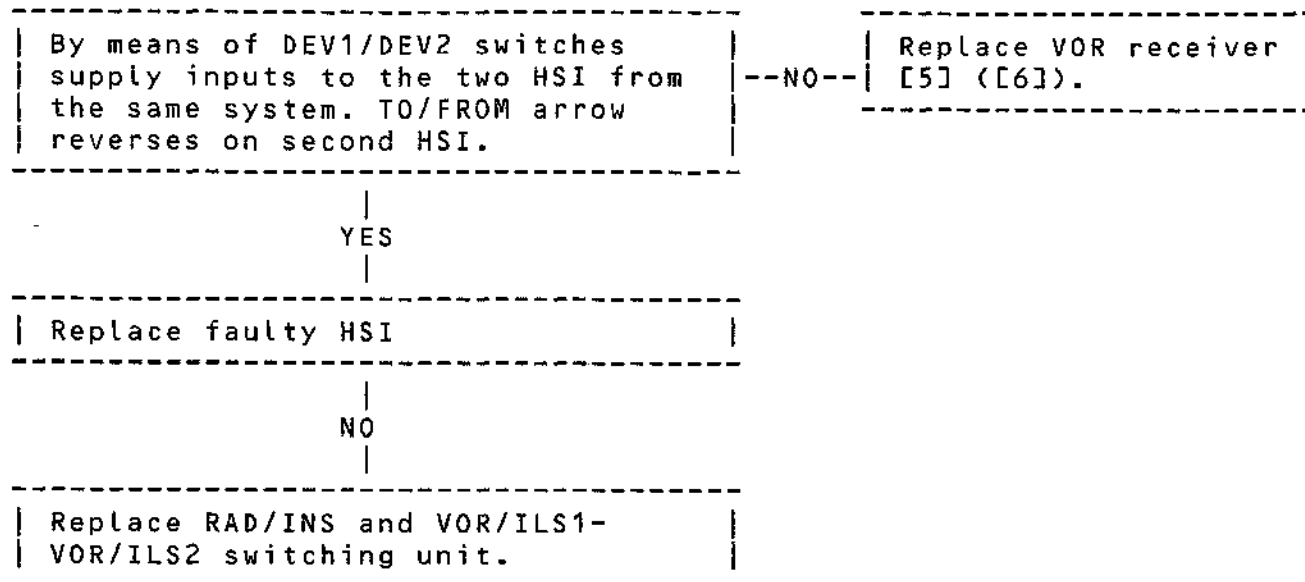 By means of DEV1/DEV2 switches
supply inputs to the two HSI from
the same system. TO/FROM arrow
reverses on second HSI.
--NO--
Replace VOR receiver
[5] ([6]).
YES
Replace faulty HSI
NO
Replace RAD/INS and VOR/ILS1-
VOR/ILS2 switching unit.